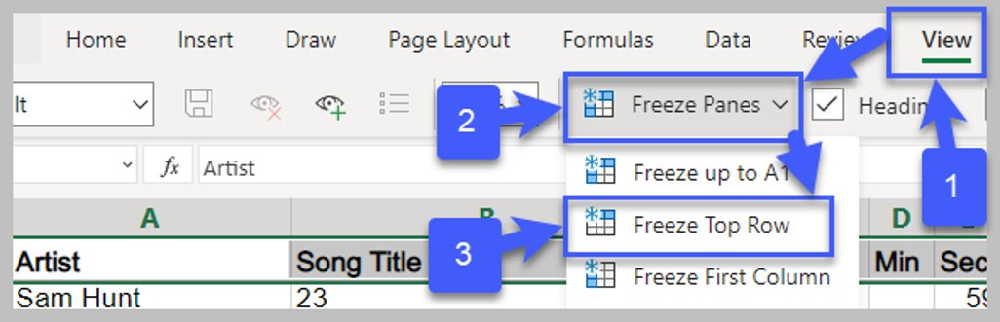 Home Insert Draw Page Layout Formulas Data Review View
lt % Freeze Panes Headin
2
fx Artist
Freeze up to A1
1
A B D
Freeze Top Row
3
Artist Song Title Min Sec
Freeze First Column
Sam Hunt 23 59